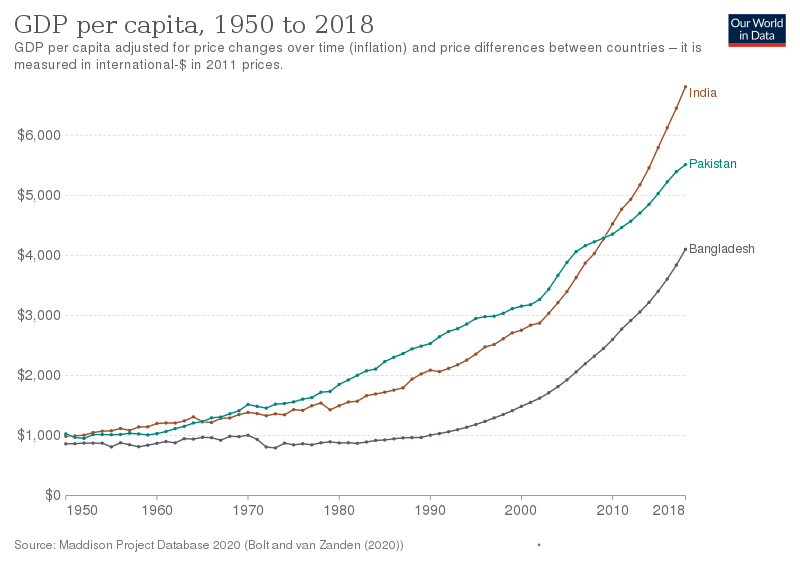 GDP per capita, 1950 to 2018
Our World
in Data
GDP per capita adjusted for price changes over time (inflation) and price differences between countries – it is
measured in international-$ in 2011 prices.
India
$6,000
Pakistan
$5,000
Bangladesh
$4,000
$3,000
$2,000
$1,000
$0
1950 1960 1970 1980 1990 2000 2010 2018
Source: Maddison Project Database 2020 (Bolt and van Zanden (2020)) •